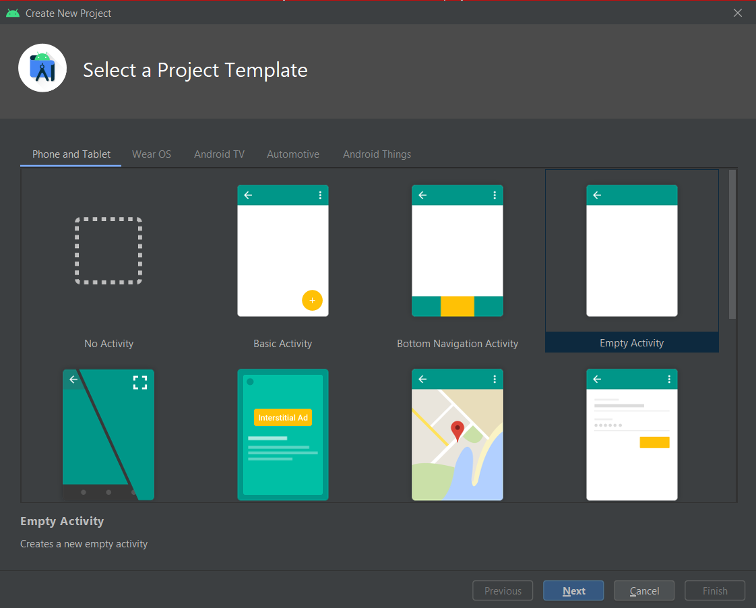 Create New Project
Select a Project Template
Phone and Tablet Wear OS Android TV Automotive Android Things
No Activity Basic Activity Bottom Navigation Activity Empty Activity
Interstitial Ad
Empty Activity
Creates a new empty activity
Previous Next Cancel Finish